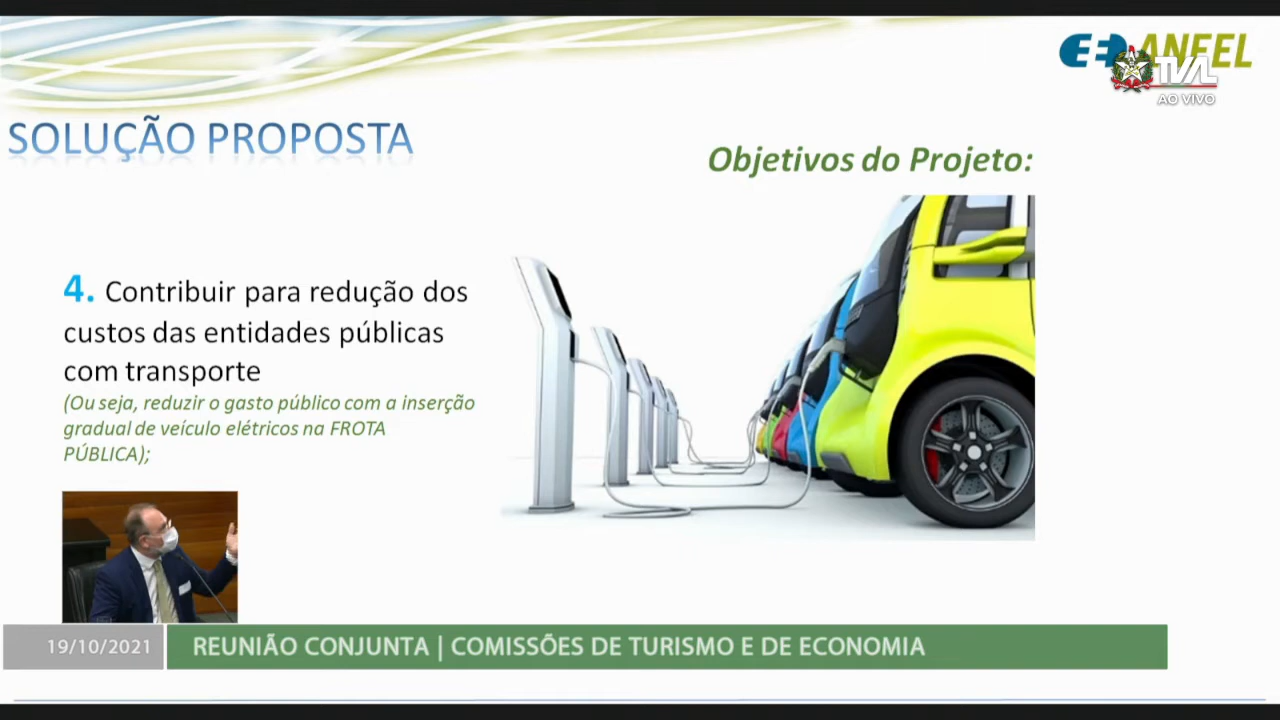 ANEEL
TVAL
AO VIVO
SOLUÇÃO PROPOSTA
Objetivos do Projeto:
4. Contribuir para redução dos
custos das entidades públicas
com transporte
(Ou seja, reduzir o gasto público com a inserção
gradual de veículo elétricos na FROTA
PÚBLICA);
19/10/2021
REUNIÃO CONJUNTA | COMISSÕES DE TURISMO E DE ECONOMIA